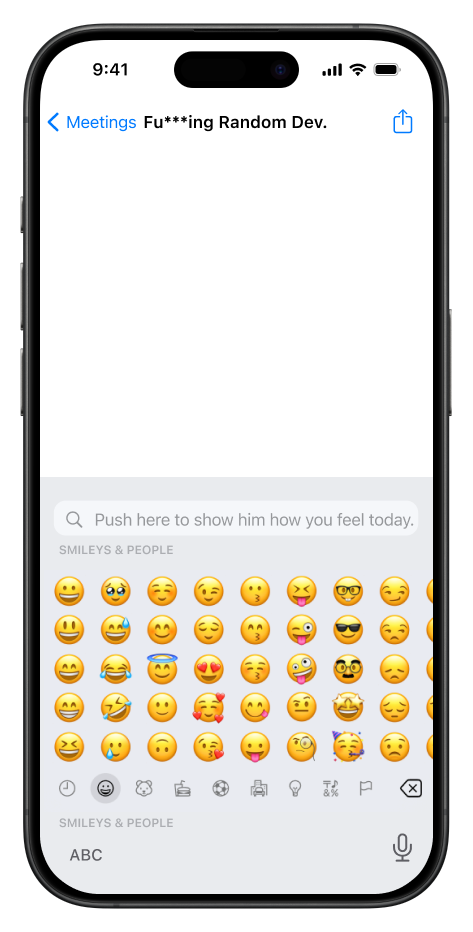 9:41
Meetings Fu***ing Random Dev.
Push here to show him how you feel today.
SMILEYS & PEOPLE
&%
SMILEYS & PEOPLE
ABC